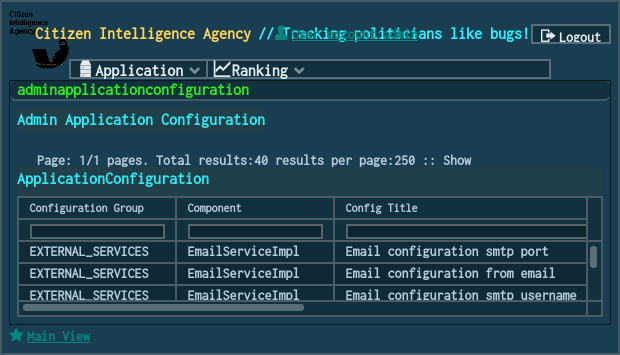 Citizen
Intelligence
Agency
Citizen Intelligence Agency // Tracking politicians like bugs!
Logout
Application Ranking
adminapplicationconfiguration
Admin Application Configuration
Page: 1/1 pages. Total results:40 results per page:250 :: Show
ApplicationConfiguration
Configuration Group Component Config Title
EXTERNAL_SERVICES EmailServiceImpl Email configuration smtp port
EXTERNAL_SERVICES EmailServiceImpl Email configuration from email
EXTERNAL_SERVICES EmailServiceImpl Email configuration smtp username
Main View